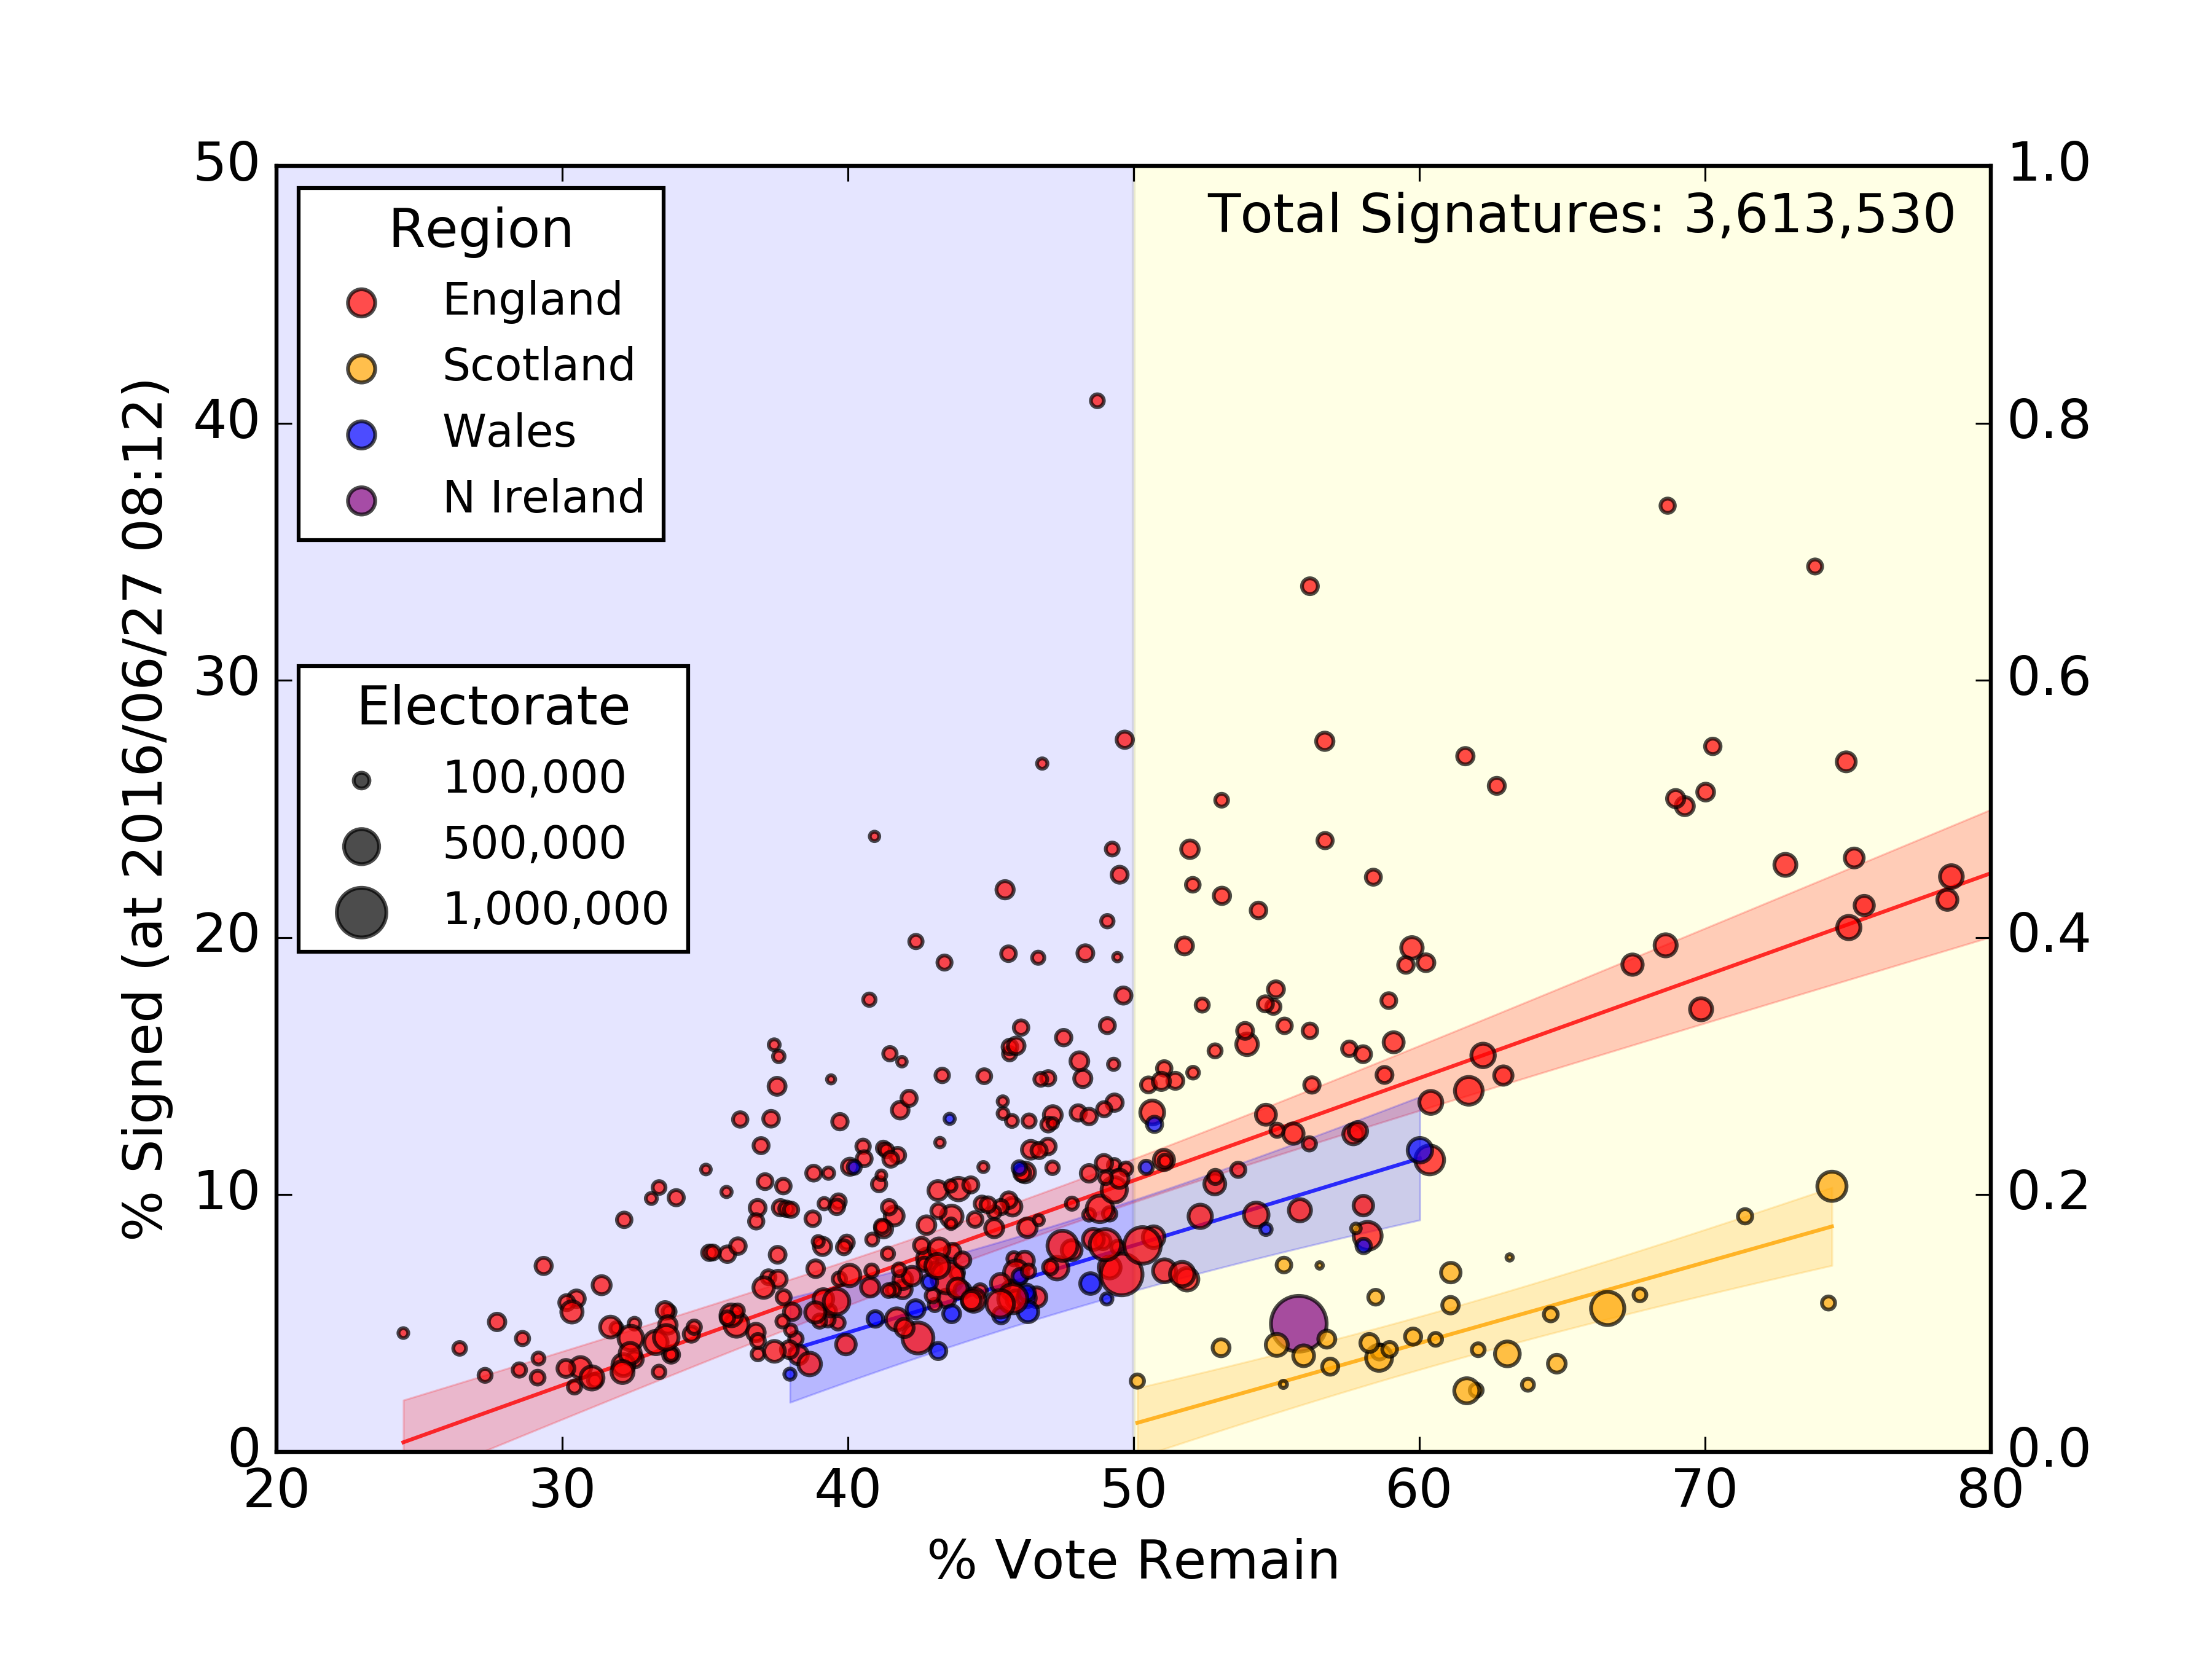 Total Signatures: 3,613,530
Region
England
Scotland
Wales
N Ireland
Electorate
100,000
500,000
1,000,000
% Signed (at 2016/06/27 08:12)
50
40
30
20
10
0
1.0
0.8
0.6
0.4
0.2
0.0
20 30 40 50 60 70 80
% Vote Remain